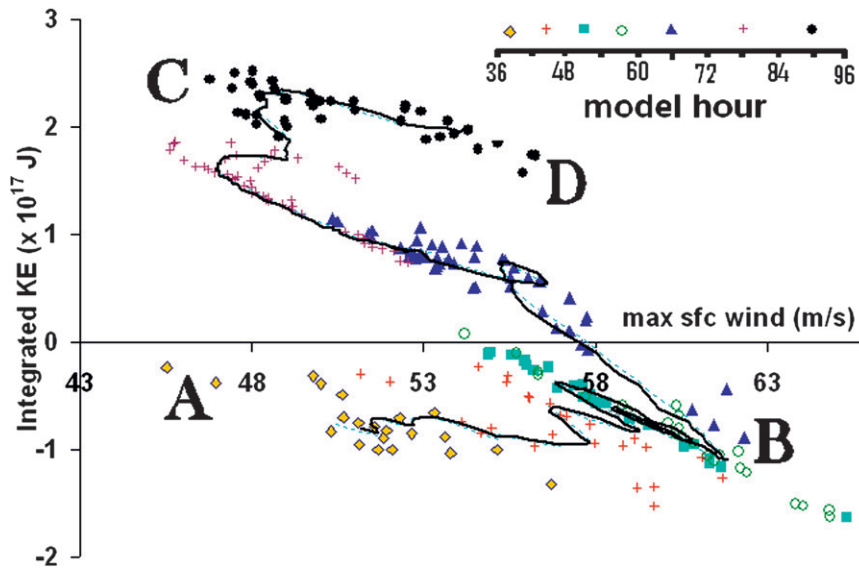 3
C
36 48 60 72 84 96
model hour
2
D
Integrated KE (x 10¹⁷ J)
1
max sfc wind (m/s)
0
43 48 53 58 63
A
B
-1
-2